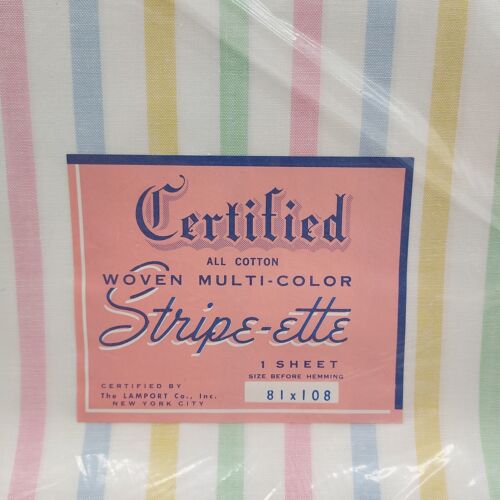 Certified
ALL COTTON
WOVEN MULTI-COLOR
Stripe-ette
1 SHEET
SIZE BEFORE HEMMING
81x108
CERTIFIED BY
The LAMPORT Co., Inc.
NEW YORK CITY